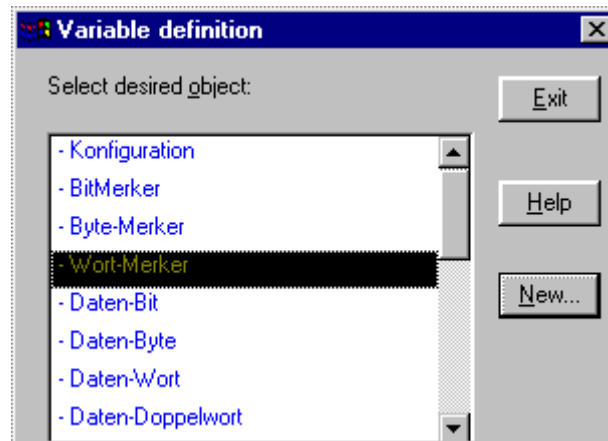 Variable definition
Select desired object:
Exit
- Konfiguration
- BitMerker
- Byte-Merker
Help
- Wort-Merker
New...
- Daten-Bit
- Daten-Byte
- Daten-Wort
- Daten-Doppelwort